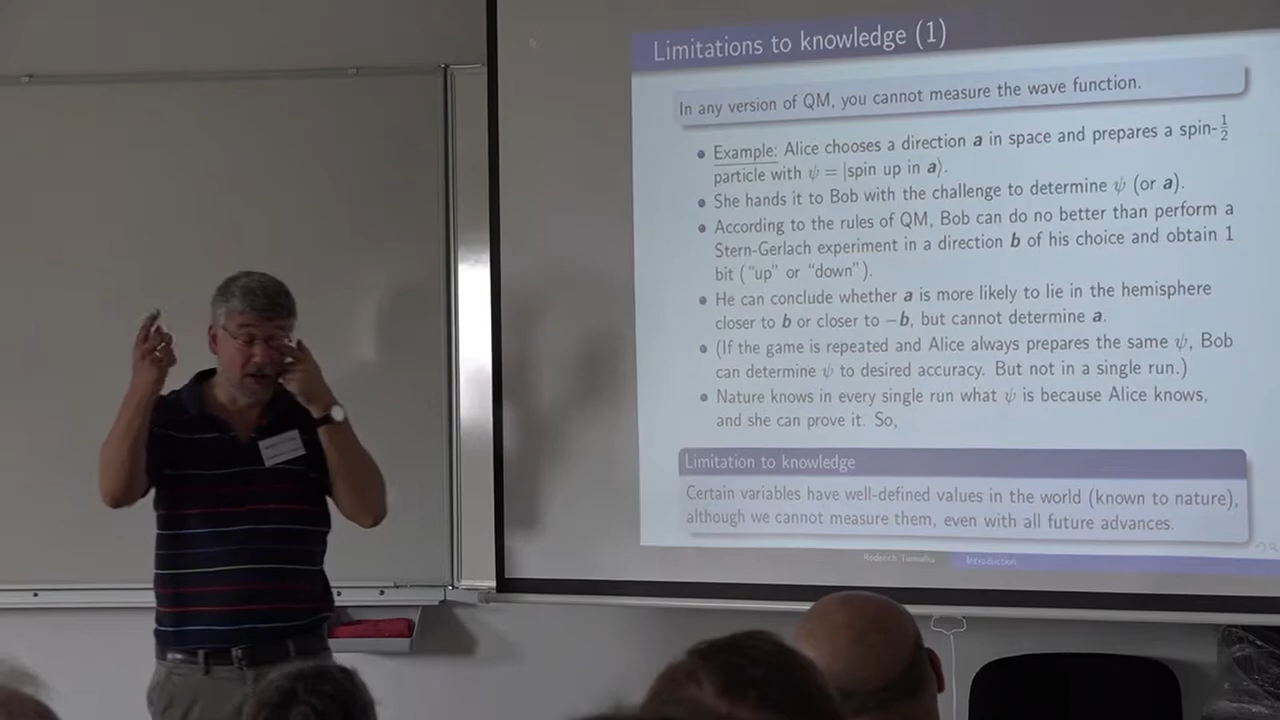 Limitations to knowledge (1)
In any version of QM, you cannot measure the wave function.
Example: Alice chooses a direction a in space and prepares a spin-½
particle with ψ = |spin up in a⟩.
She hands it to Bob with the challenge to determine ψ (or a).
According to the rules of QM, Bob can do no better than perform a
Stern-Gerlach experiment in a direction b of his choice and obtain 1
bit ("up" or "down").
He can conclude whether a is more likely to lie in the hemisphere
closer to b or closer to −b, but cannot determine a.
(If the game is repeated and Alice always prepares the same ψ, Bob
can determine ψ to desired accuracy. But not in a single run.)
Nature knows in every single run what ψ is because Alice knows,
and she can prove it. So,
Limitation to knowledge
Certain variables have well-defined values in the world (known to nature),
although we cannot measure them, even with all future advances.
Roderich Tumulka Introduction